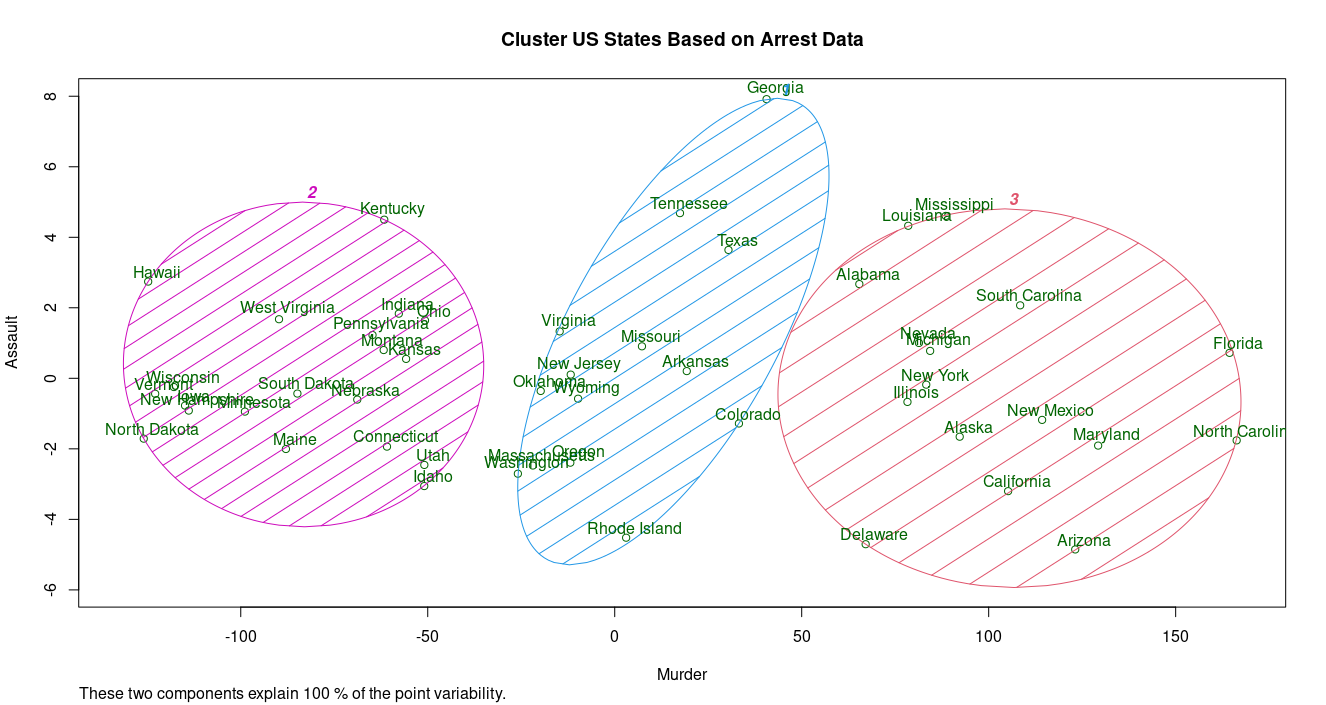 Cluster US States Based on Arrest Data
Assault
8
6
4
2
0
-2
-4
-6
Georgia
1
2
Kentucky
Hawaii
West Virginia
Indiana
Ohio
Pennsylvania
Montana
Kansas
Wisconsin
Vermont
South Dakota
Nebraska
Iowa
New Hampshire
Minnesota
North Dakota
Maine
Connecticut
Utah
Idaho
Tennessee
Texas
Virginia
Missouri
New Jersey
Arkansas
Oklahoma
Wyoming
Colorado
Oregon
Massachusetts
Washington
Rhode Island
3
Mississippi
Louisiana
Alabama
South Carolina
Nevada
Michigan
Florida
New York
Illinois
New Mexico
Alaska
Maryland
North Carolin
California
Delaware
Arizona
-100
-50
0
50
100
150
Murder
These two components explain 100 % of the point variability.